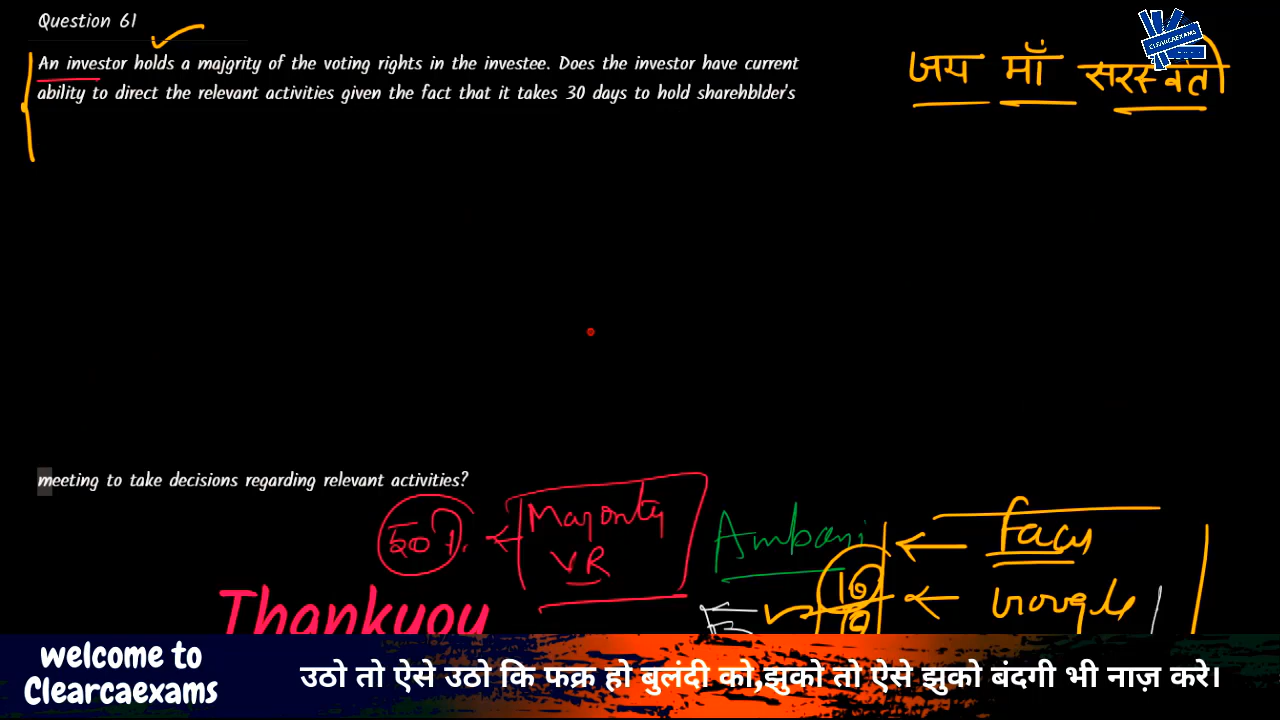 Question 61
An investor holds a majgrity of the voting rights in the investee. Does the investor have current
ability to direct the relevant activities given the fact that it takes 30 days to hold sharehblder's
जय माँ सरस्वती
CLEARCAEXAMS
meeting to take decisions regarding relevant activities?
50%
Majority
VR
Ambani
Thankyou
welcome to
Clearcaexams
उठो तो ऐसे उठो कि फक्र हो बुलंदी को,झुको तो ऐसे झुको बंदगी भी नाज़ करे।